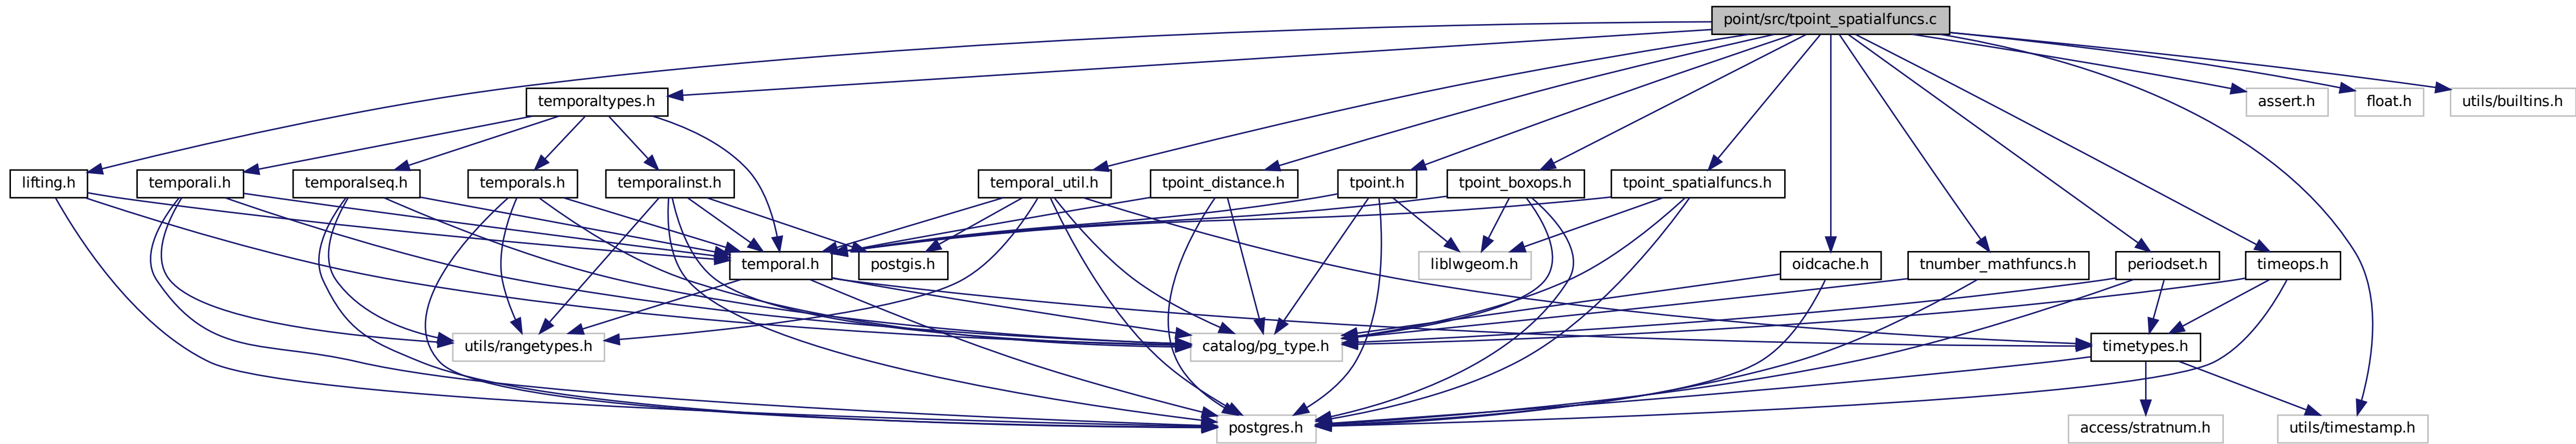 point/src/tpoint_spatialfuncs.c
temporaltypes.h
assert.h
float.h
utils/builtins.h
lifting.h
temporali.h
temporalseq.h
temporals.h
temporalinst.h
temporal_util.h
tpoint_distance.h
tpoint.h
tpoint_boxops.h
tpoint_spatialfuncs.h
temporal.h
postgis.h
liblwgeom.h
oidcache.h
tnumber_mathfuncs.h
periodset.h
timeops.h
utils/rangetypes.h
catalog/pg_type.h
timetypes.h
postgres.h
access/stratnum.h
utils/timestamp.h